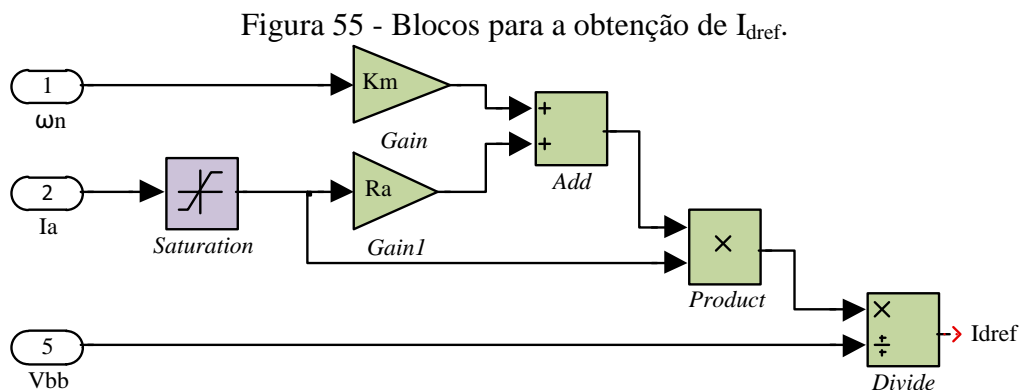 Figura 55 - Blocos para a obtenção de Idref.
1
ωn
Km
Gain
+
+
Add
2
Ia
Saturation
Ra
Gain1
×
Product
5
Vbb
×
÷
Divide
Idref